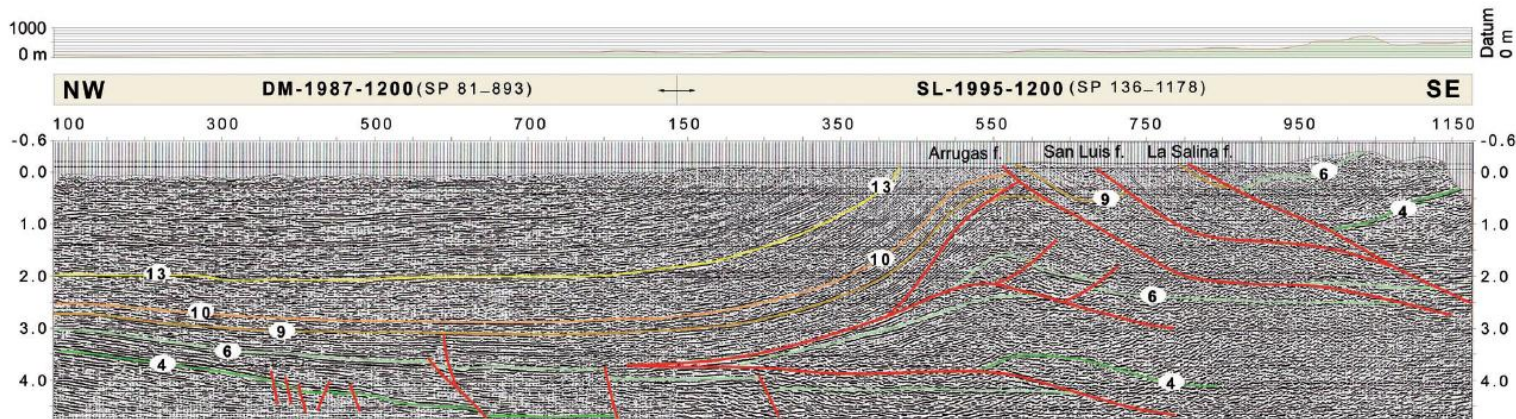 1000
0 m
Datum
0 m
NW DM-1987-1200 (SP 81–893) SL-1995-1200 (SP 136–1178) SE
100 300 500 700 150 350 550 750 950 1150
-0.6 -0.6
Arrugas f. San Luis f. La Salina f.
0.0 13 6 0.0
9
4
1.0 1.0
10
13
2.0 6 2.0
10
9
3.0 3.0
6
4
4.0 4 4.0